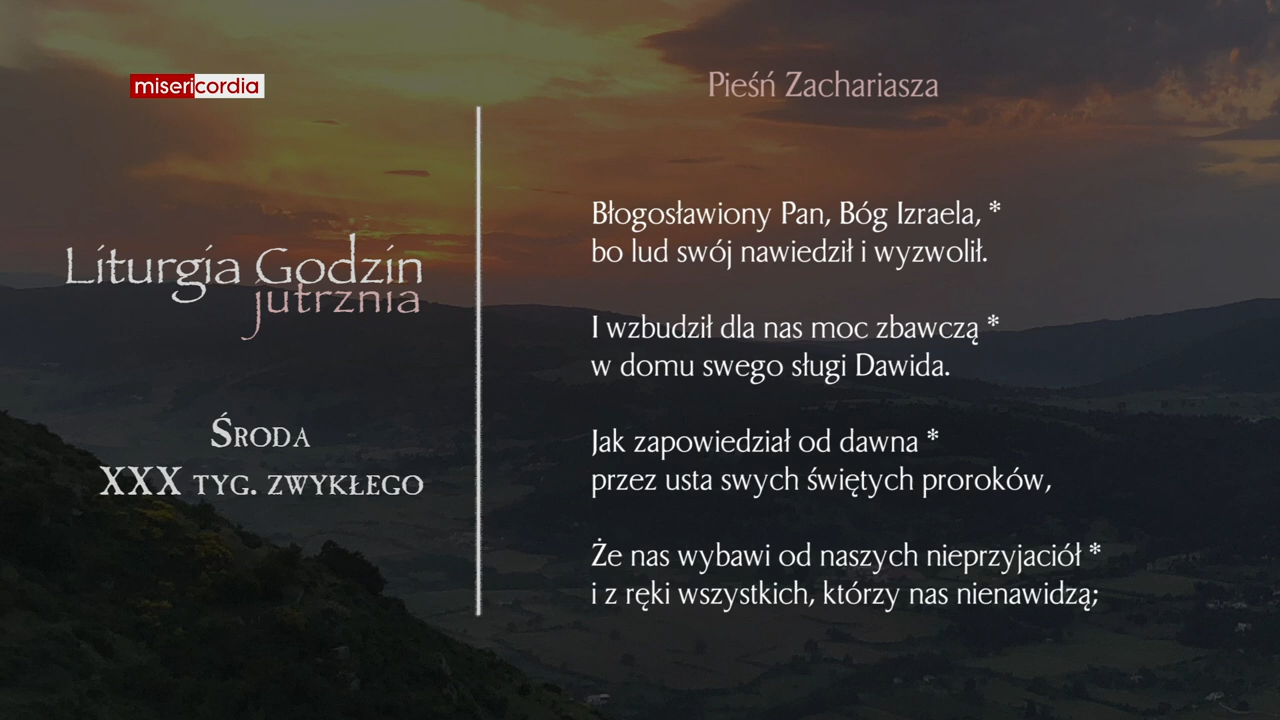 misericordia
Liturgia Godzin
jutrznia
Środa
XXX tyg. zwykłego
Pieśń Zachariasza
Błogosławiony Pan, Bóg Izraela, *
bo lud swój nawiedził i wyzwolił.
I wzbudził dla nas moc zbawczą *
w domu swego sługi Dawida.
Jak zapowiedział od dawna *
przez usta swych świętych proroków,
Że nas wybawi od naszych nieprzyjaciół *
i z ręki wszystkich, którzy nas nienawidzą;